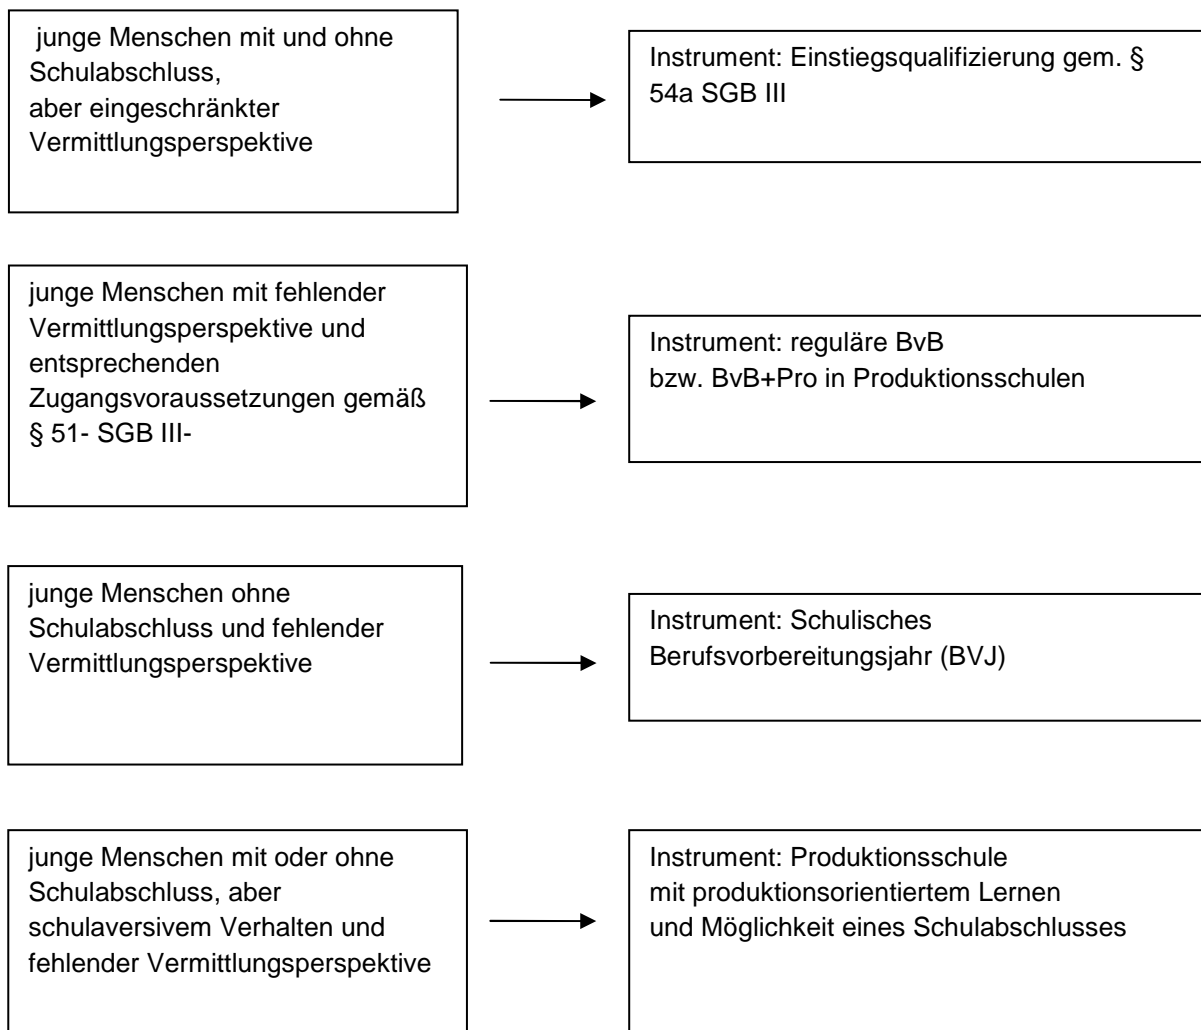 junge Menschen mit und ohne
Schulabschluss,
aber eingeschränkter
Vermittlungsperspektive
Instrument: Einstiegsqualifizierung gem. §
54a SGB III
junge Menschen mit fehlender
Vermittlungsperspektive und
entsprechenden
Zugangsvoraussetzungen gemäß
§ 51- SGB III-
Instrument: reguläre BvB
bzw. BvB+Pro in Produktionsschulen
junge Menschen ohne
Schulabschluss und fehlender
Vermittlungsperspektive
Instrument: Schulisches
Berufsvorbereitungsjahr (BVJ)
junge Menschen mit oder ohne
Schulabschluss, aber
schulaversivem Verhalten und
fehlender Vermittlungsperspektive
Instrument: Produktionsschule
mit produktionsorientiertem Lernen
und Möglichkeit eines Schulabschlusses